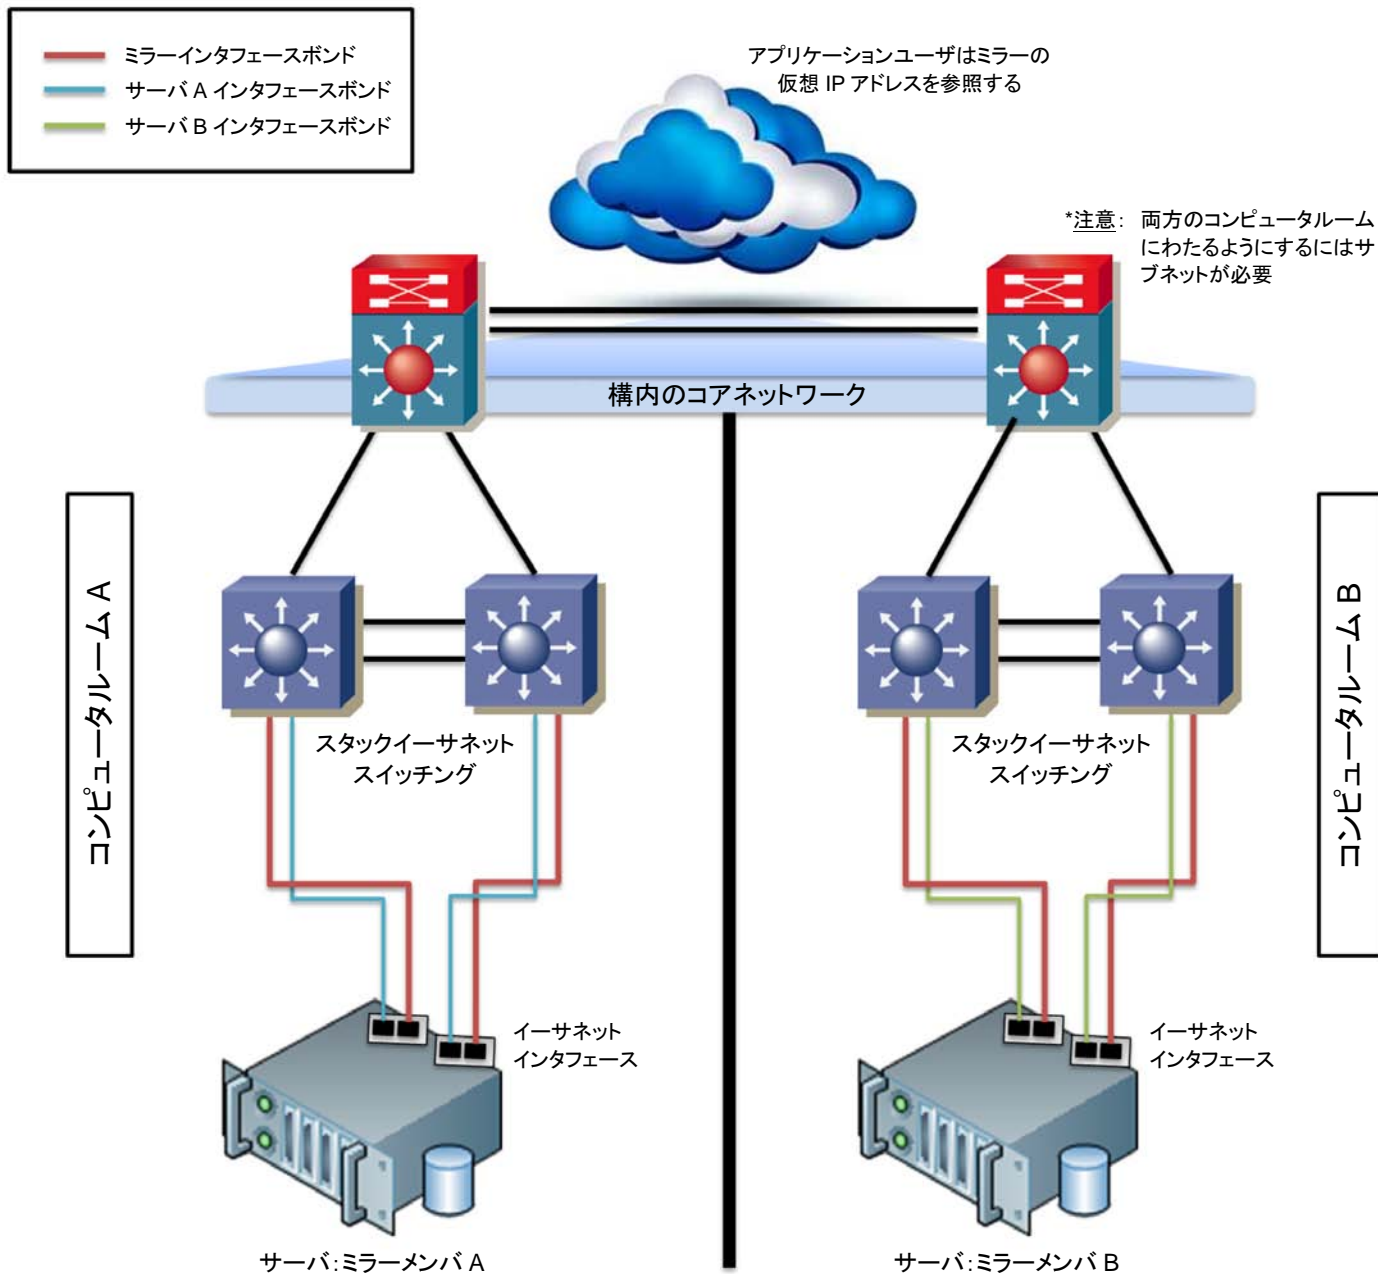 ミラーインタフェースボンド
サーバ A インタフェースボンド
サーバ B インタフェースボンド
アプリケーションユーザはミラーの
仮想 IP アドレスを参照する
*注意: 両方のコンピュータルーム
にわたるようにするにはサ
ブネットが必要
構内のコアネットワーク
コンピュータルーム A
コンピュータルーム B
スタックイーサネット
スイッチング
スタックイーサネット
スイッチング
イーサネット
インタフェース
イーサネット
インタフェース
サーバ:ミラーメンバ A
サーバ:ミラーメンバ B